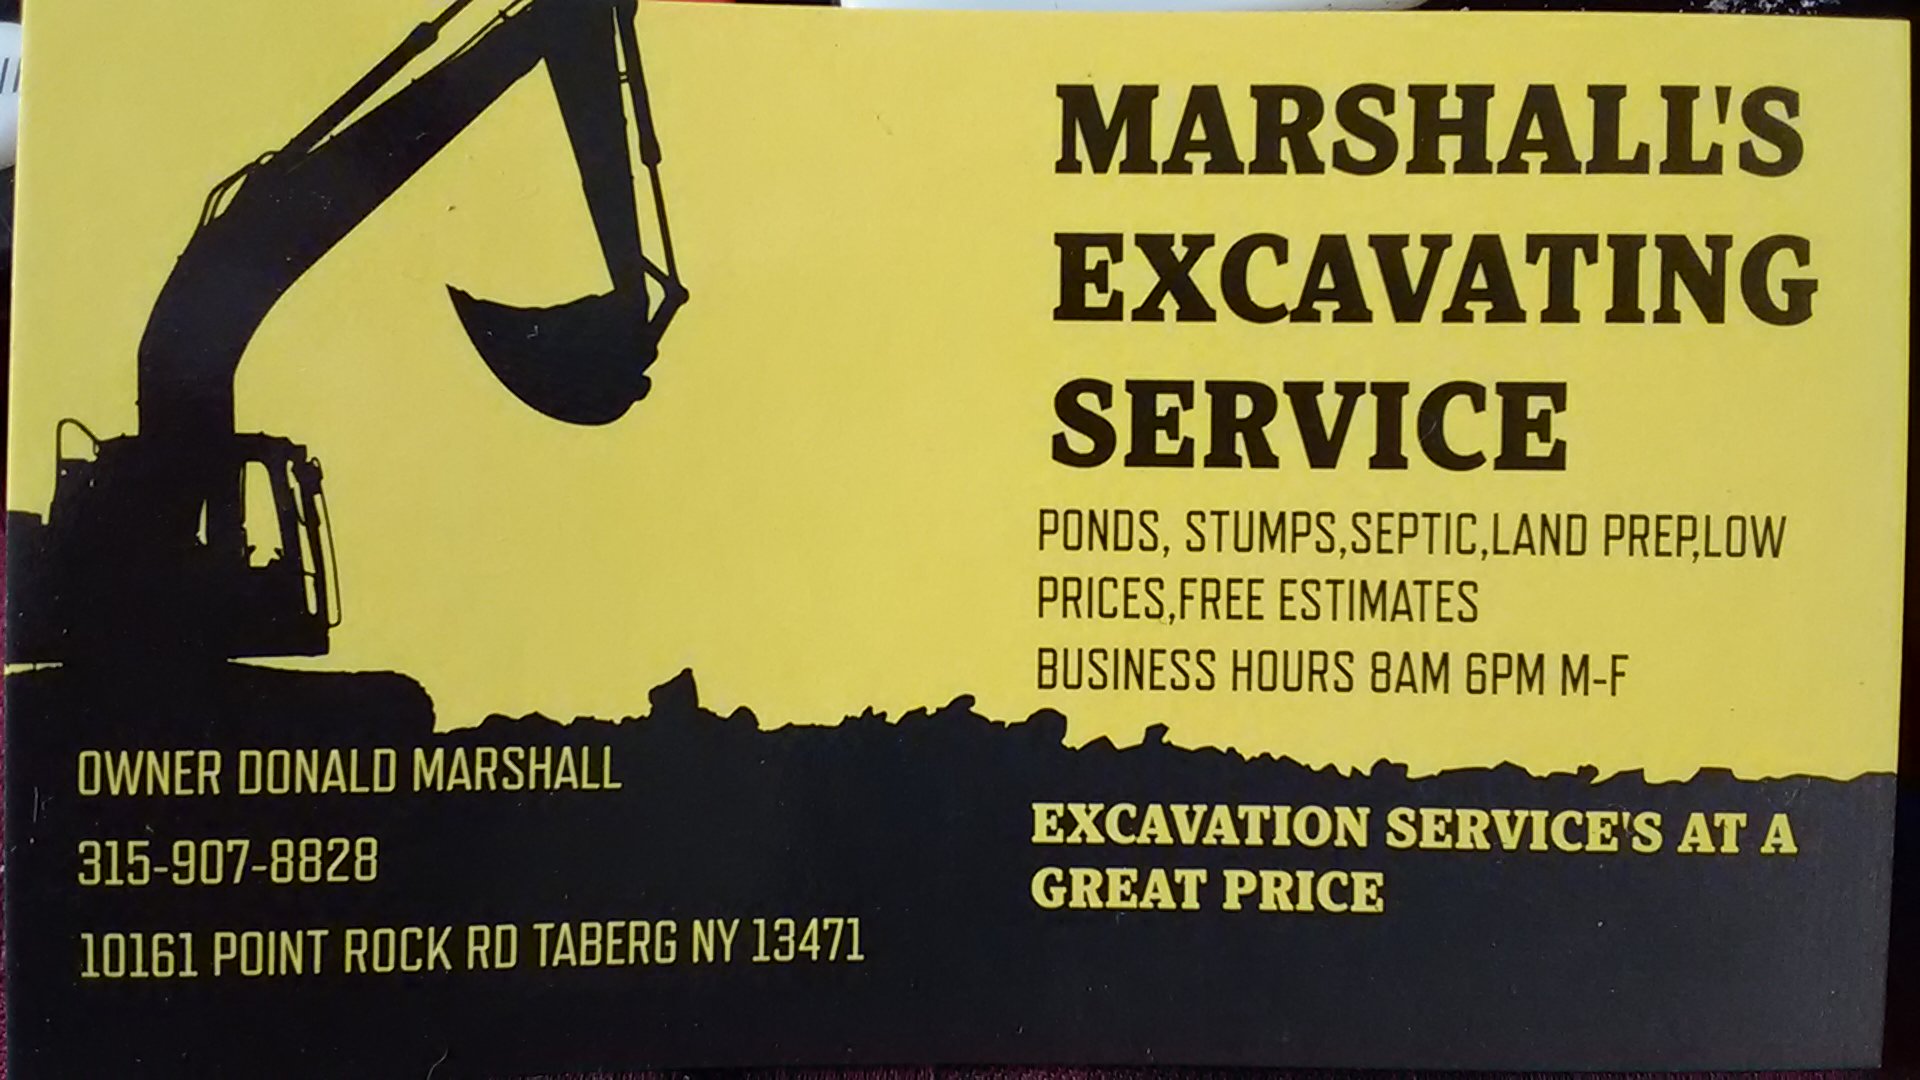 MARSHALL'S
EXCAVATING
SERVICE
PONDS, STUMPS,SEPTIC,LAND PREP,LOW
PRICES,FREE ESTIMATES
BUSINESS HOURS 8AM 6PM M-F
OWNER DONALD MARSHALL
315-907-8828
10161 POINT ROCK RD TABERG NY 13471
EXCAVATION SERVICE'S AT A
GREAT PRICE